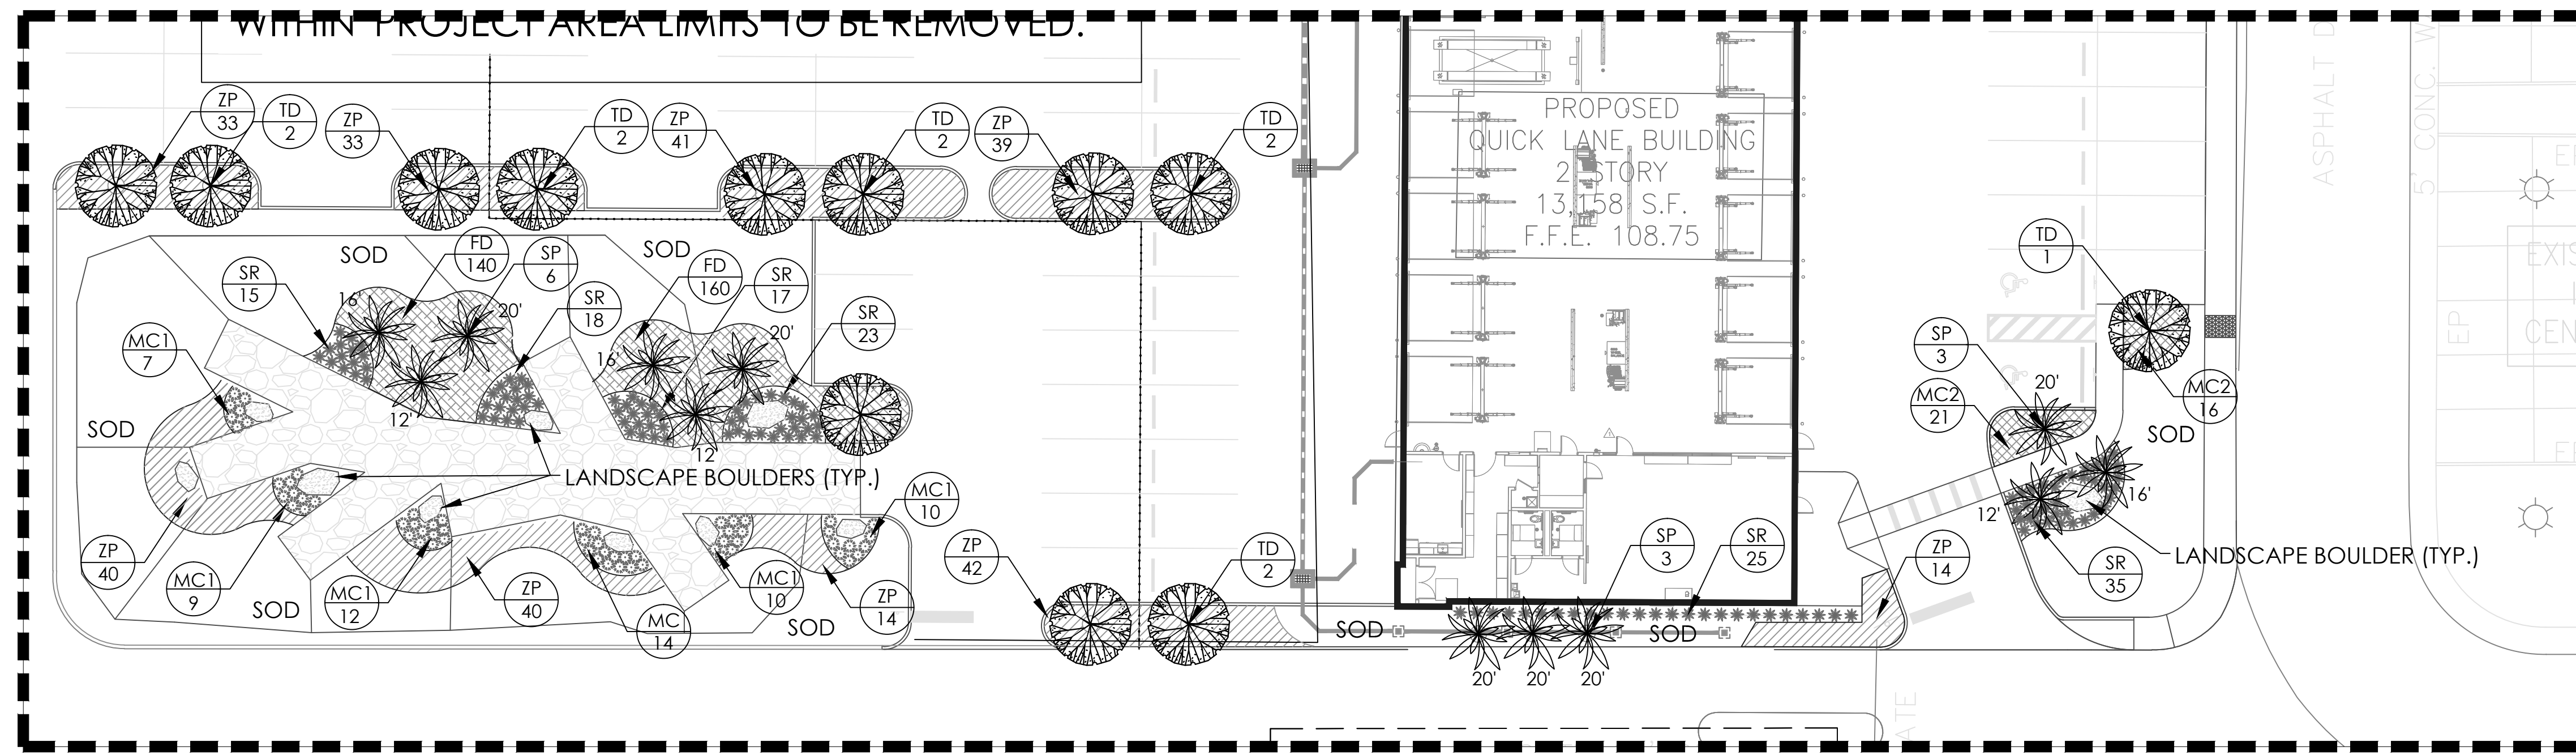 WITHIN PROJECT AREA LIMITS TO BE REMOVED.
ZP
33
TD
2
ZP
33
TD
2
ZP
41
TD
2
ZP
39
TD
2
PROPOSED
QUICK LANE BUILDING
2 STORY
13,158 S.F.
F.F.E. 108.75
ASPHALT D
5' CONC. W
SOD
FD
140
SP
6
SOD
FD
160
SR
17
SR
15
16'
20'
SR
18
16'
20'
SR
23
MC1
7
12'
12'
SOD
LANDSCAPE BOULDERS (TYP.)
MC1
10
ZP
40
MC1
9
SOD
MC1
12
ZP
40
MC
14
MC1
10
SOD
ZP
14
ZP
42
TD
2
SOD
SP
3
SR
25
SOD
20'
20'
20'
ZP
14
TD
1
SP
3
MC2
21
20'
MC2
16
SOD
16'
12'
LANDSCAPE BOULDER (TYP.)
SR
35
EP
EXIS
CEN
ATE